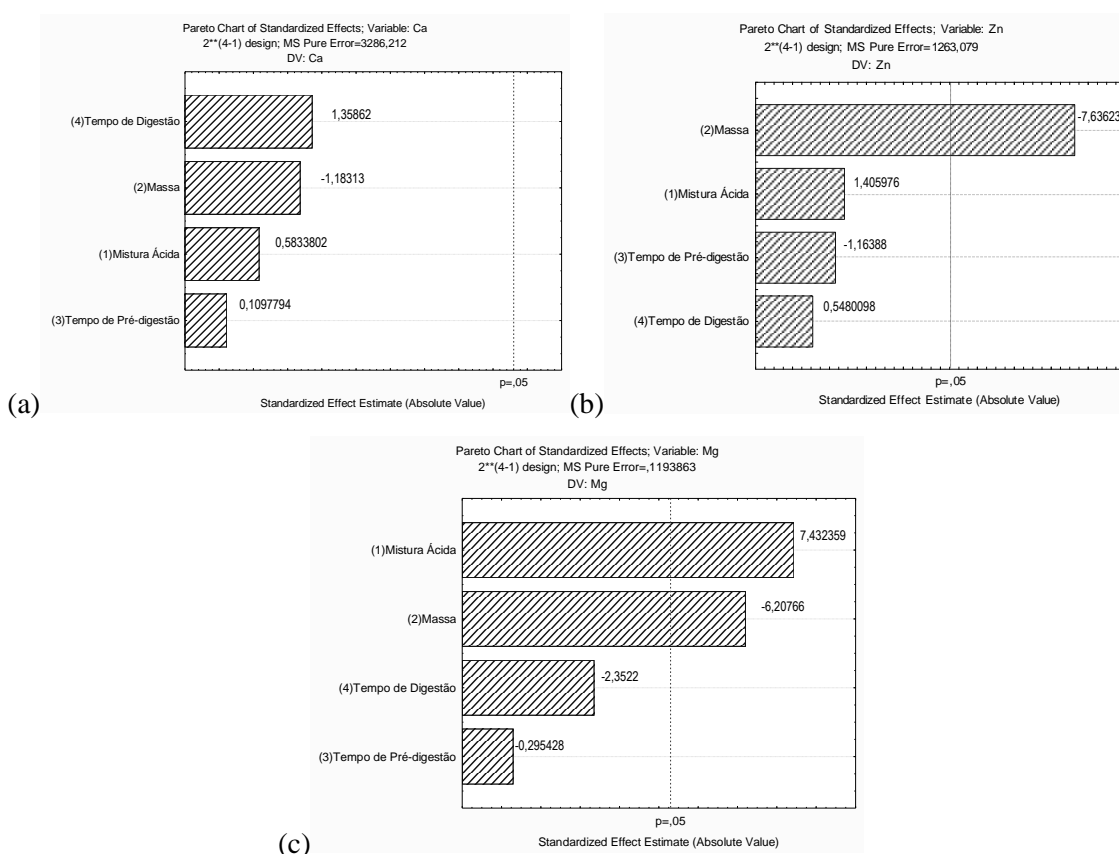 Pareto Chart of Standardized Effects; Variable: Ca
2**(4-1) design; MS Pure Error=3286,212
DV: Ca
(4)Tempo de Digestão
1,35862
(2)Massa
-1,18313
(1)Mistura Ácida
0,5833802
(3)Tempo de Pré-digestão
0,1097794
p=,05
Standardized Effect Estimate (Absolute Value)
(a)
Pareto Chart of Standardized Effects; Variable: Zn
2**(4-1) design; MS Pure Error=1263,079
DV: Zn
(2)Massa
-7,63623
(1)Mistura Ácida
1,405976
(3)Tempo de Pré-digestão
-1,16388
(4)Tempo de Digestão
0,5480098
p=,05
Standardized Effect Estimate (Absolute Value)
(b)
Pareto Chart of Standardized Effects; Variable: Mg
2**(4-1) design; MS Pure Error=,1193863
DV: Mg
(1)Mistura Ácida
7,432359
(2)Massa
-6,20766
(4)Tempo de Digestão
-2,3522
(3)Tempo de Pré-digestão
-0,295428
p=,05
Standardized Effect Estimate (Absolute Value)
(c)